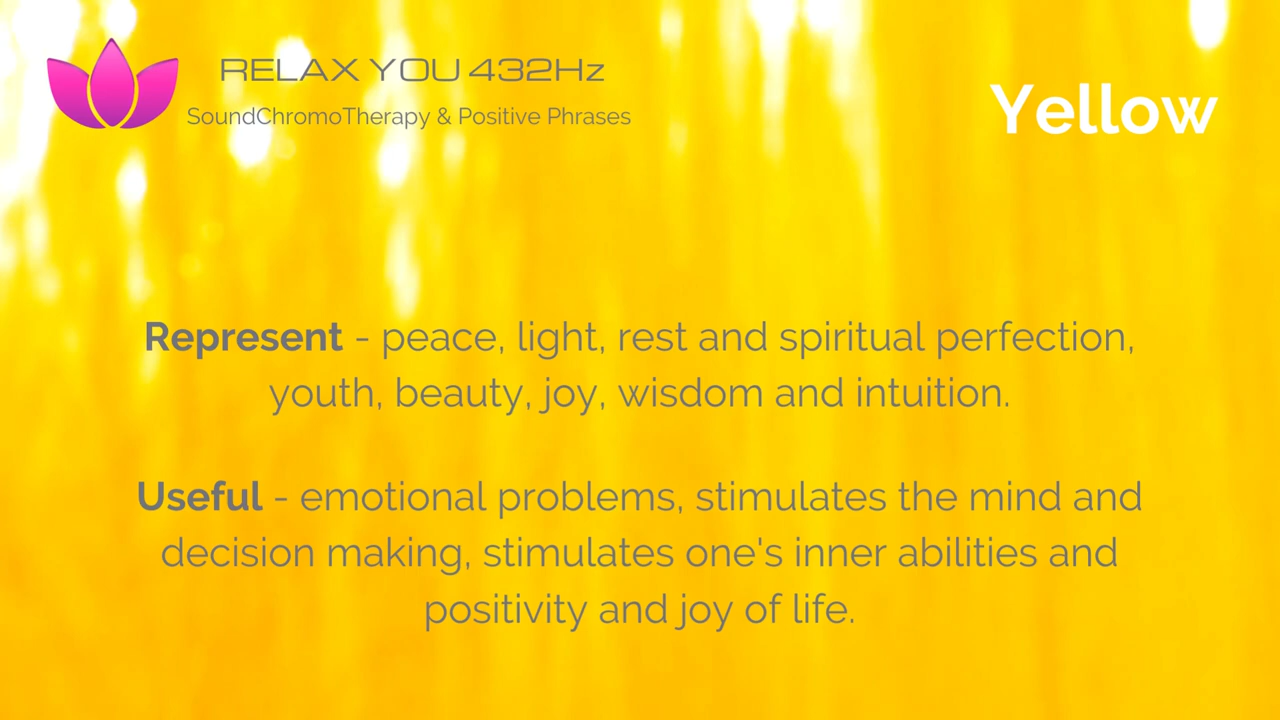 RELAX YOU 432Hz
SoundChromoTherapy & Positive Phrases
Yellow
Represent - peace, light, rest and spiritual perfection,
youth, beauty, joy, wisdom and intuition.
Useful - emotional problems, stimulates the mind and
decision making, stimulates one's inner abilities and
positivity and joy of life.